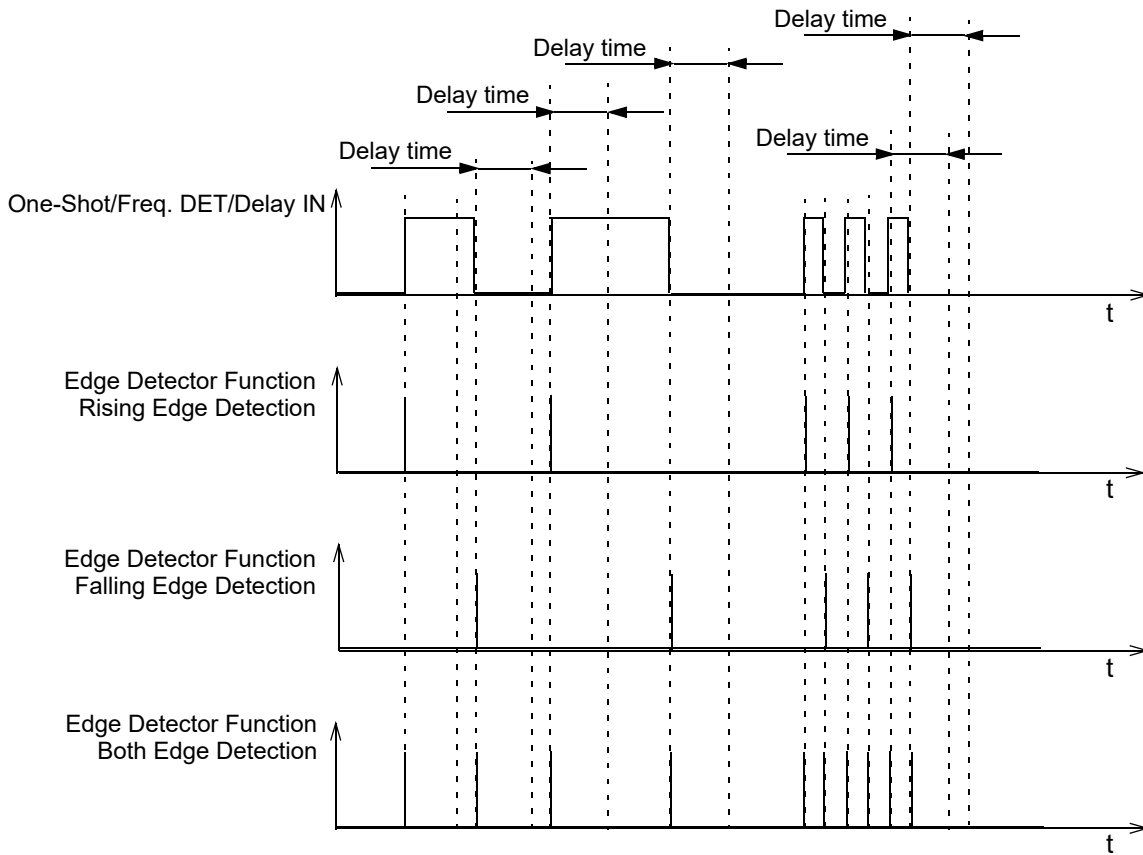 Delay time
Delay time
Delay time
Delay time
Delay time
One-Shot/Freq. DET/Delay IN
t
Edge Detector Function
Rising Edge Detection
t
Edge Detector Function
Falling Edge Detection
t
Edge Detector Function
Both Edge Detection
t